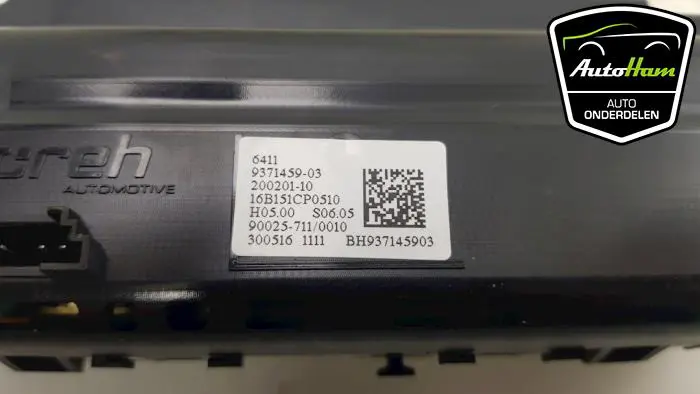 AutoHam
AUTO
ONDERDELEN
preh
AUTOMOTIVE
6411
9371459-03
200201-10
16B151CP0510
H05.00 S06.05
90025-711/0010
300516 1111 BH937145903